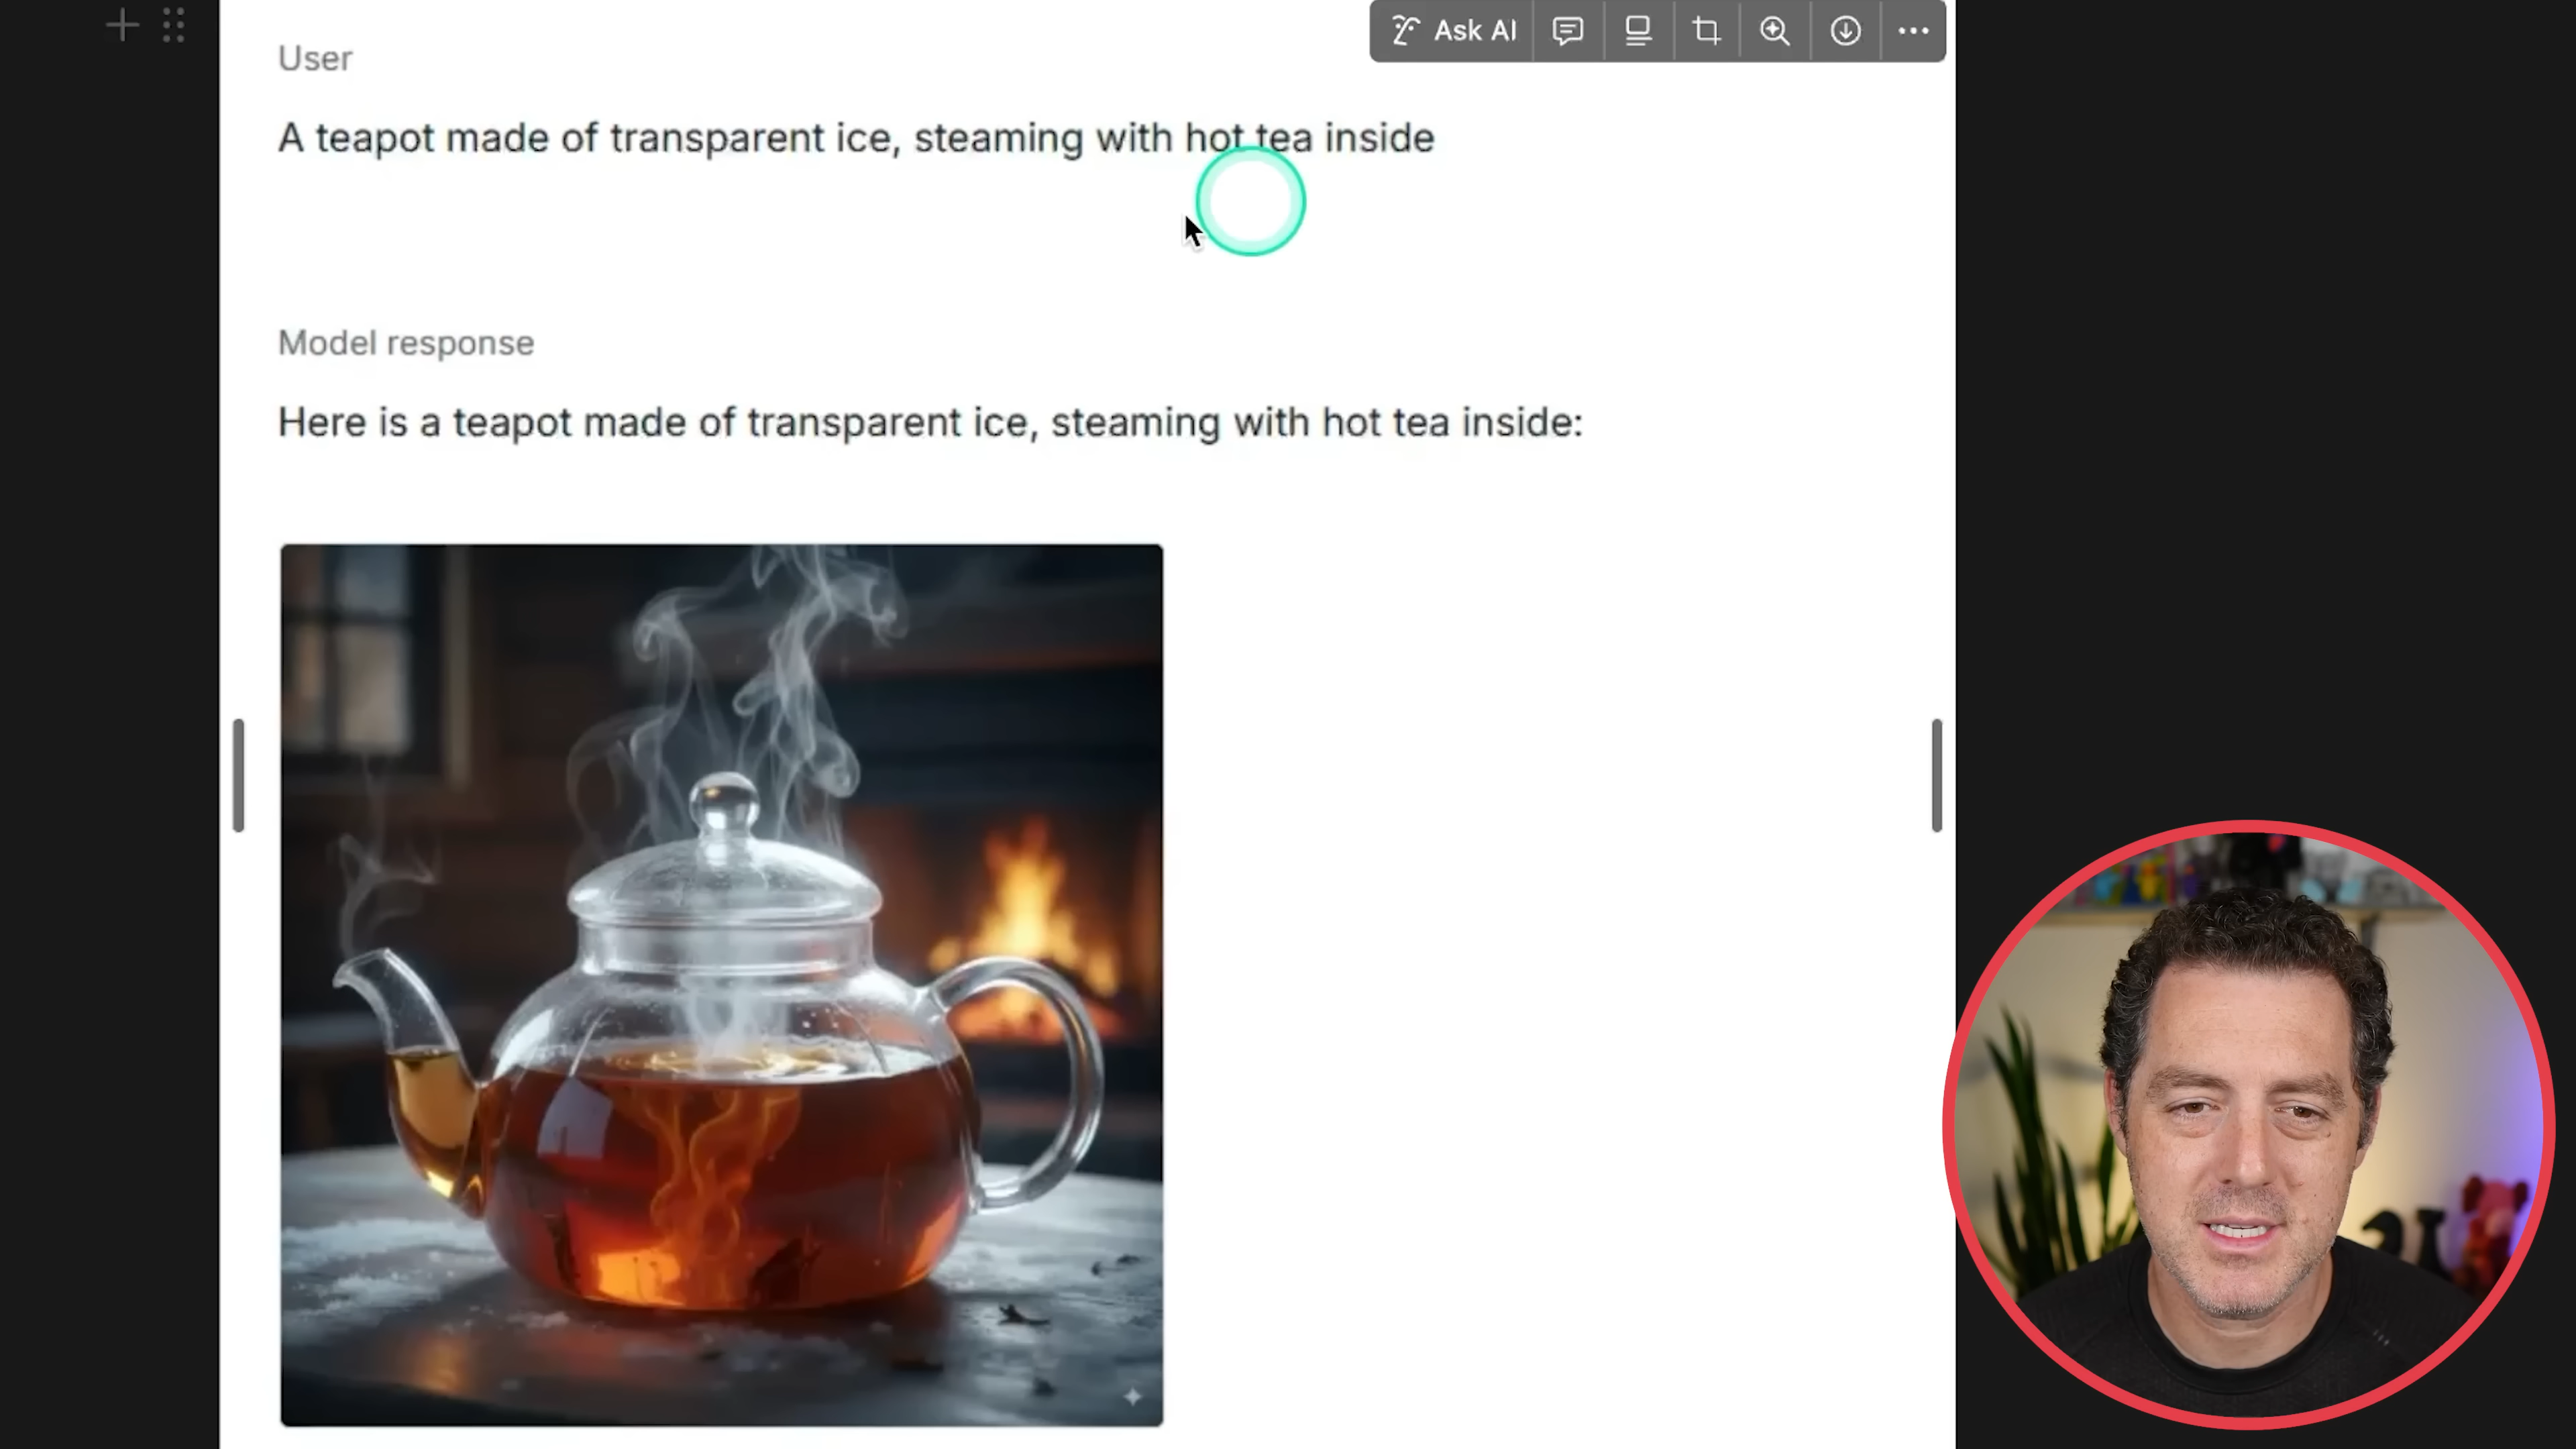 Ask AI
User
A teapot made of transparent ice, steaming with hot tea inside
Model response
Here is a teapot made of transparent ice, steaming with hot tea inside: